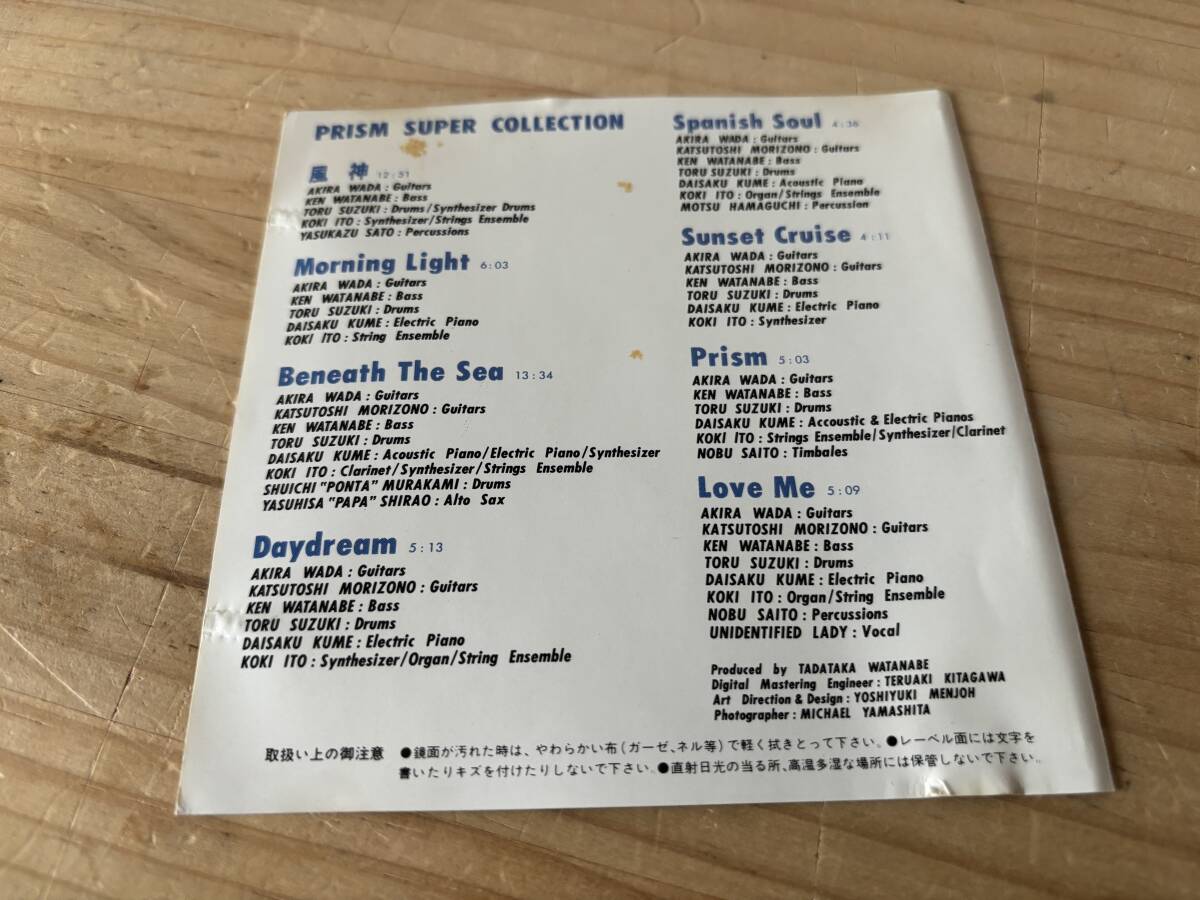 PRISM SUPER COLLECTION
風神 12:31
AKIRA WADA : Guitars
KEN WATANABE : Bass
TORU SUZUKI : Drums/Synthesizer Drums
KOKI ITO : Synthesizer/Strings Ensemble
YASUKAZU SATO : Percussions
Morning Light 6:03
AKIRA WADA : Guitars
KEN WATANABE : Bass
TORU SUZUKI : Drums
DAISAKU KUME : Electric Piano
KOKI ITO : String Ensemble
Beneath The Sea 13:34
AKIRA WADA : Guitars
KATSUTOSHI MORIZONO : Guitars
KEN WATANABE : Bass
TORU SUZUKI : Drums
DAISAKU KUME : Acoustic Piano/Electric Piano/Synthesizer
KOKI ITO : Clarinet/Synthesizer/Strings Ensemble
SHUICHI "PONTA" MURAKAMI : Drums
YASUHISA "PAPA" SHIRAO : Alto Sax
Daydream 5:13
AKIRA WADA : Guitars
KATSUTOSHI MORIZONO : Guitars
KEN WATANABE : Bass
TORU SUZUKI : Drums
DAISAKU KUME : Electric Piano
KOKI ITO : Synthesizer/Organ/String Ensemble
Spanish Soul 4:36
AKIRA WADA : Guitars
KATSUTOSHI MORIZONO : Guitars
KEN WATANABE : Bass
TORU SUZUKI : Drums
DAISAKU KUME : Acoustic Piano
KOKI ITO : Organ/Strings Ensemble
MOTSU HAMAGUCHI : Percussion
Sunset Cruise 4:11
AKIRA WADA : Guitars
KATSUTOSHI MORIZONO : Guitars
KEN WATANABE : Bass
TORU SUZUKI : Drums
DAISAKU KUME : Electric Piano
KOKI ITO : Synthesizer
Prism 5:03
AKIRA WADA : Guitars
KEN WATANABE : Bass
TORU SUZUKI : Drums
DAISAKU KUME : Accoustic & Electric Pianos
KOKI ITO : Strings Ensemble/Synthesizer/Clarinet
NOBU SAITO : Timbales
Love Me 5:09
AKIRA WADA : Guitars
KATSUTOSHI MORIZONO : Guitars
KEN WATANABE : Bass
TORU SUZUKI : Drums
DAISAKU KUME : Electric Piano
KOKI ITO : Organ/String Ensemble
NOBU SAITO : Percussions
UNIDENTIFIED LADY : Vocal
Produced by TADATAKA WATANABE
Digital Mastering Engineer : TERUAKI KITAGAWA
Art Direction & Design : YOSHIYUKI MENJOH
Photographer : MICHAEL YAMASHITA
取扱い上の御注意 ●鏡面が汚れた時は、やわらかい布(ガーゼ、ネル等)で軽く拭きとって下さい。●レーベル面には文字を
書いたりキズを付けたりしないで下さい。●直射日光の当る所、高温多湿な場所には保管しないで下さい。